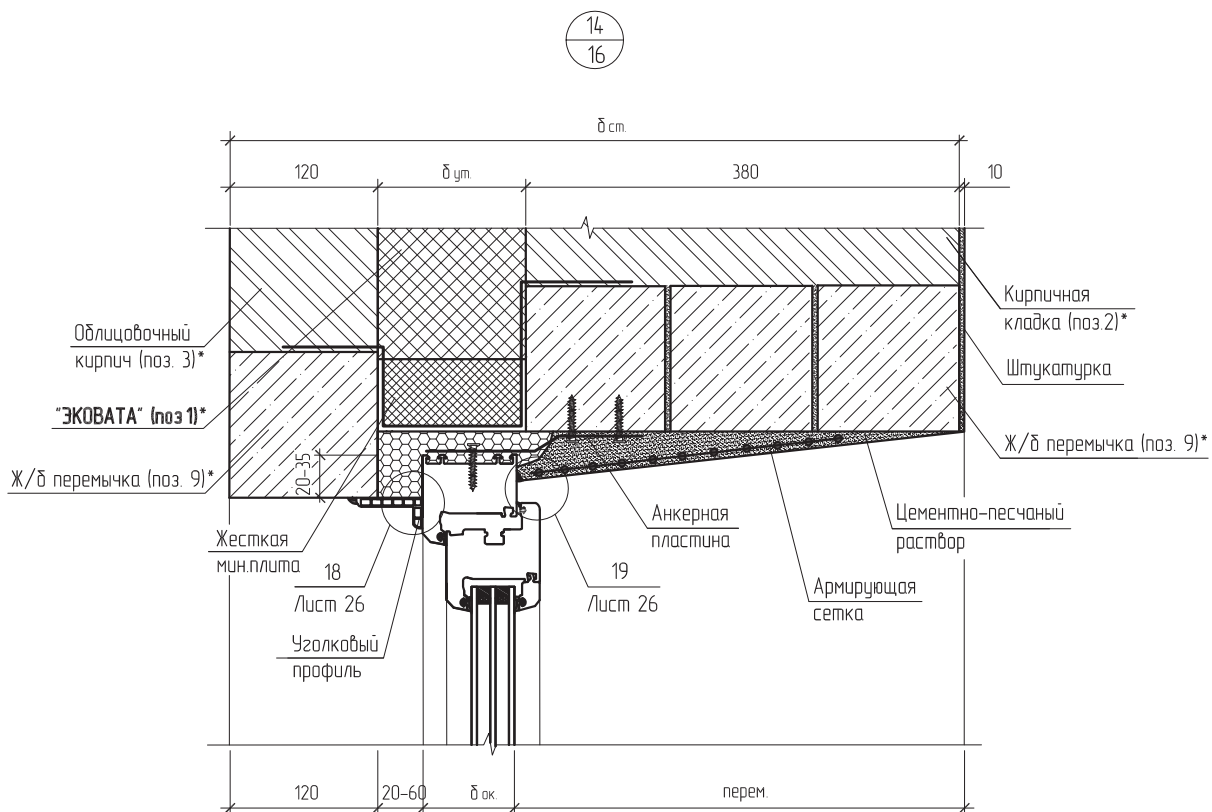 14
16
δ ст.
120
δ ут.
380
10
Облицовочный
кирпич (поз. 3)*
"ЭКОВАТА" (поз 1)*
Ж/б перемычка (поз. 9)*
20-35
Жесткая
мин.плита
18
Лист 26
Уголковый
профиль
Кирпичная
кладка (поз.2)*
Штукатурка
Ж/б перемычка (поз. 9)*
Анкерная
пластина
Цементно-песчаный
раствор
19
Лист 26
Армирующая
сетка
120
20-60
δ ок.
перем.